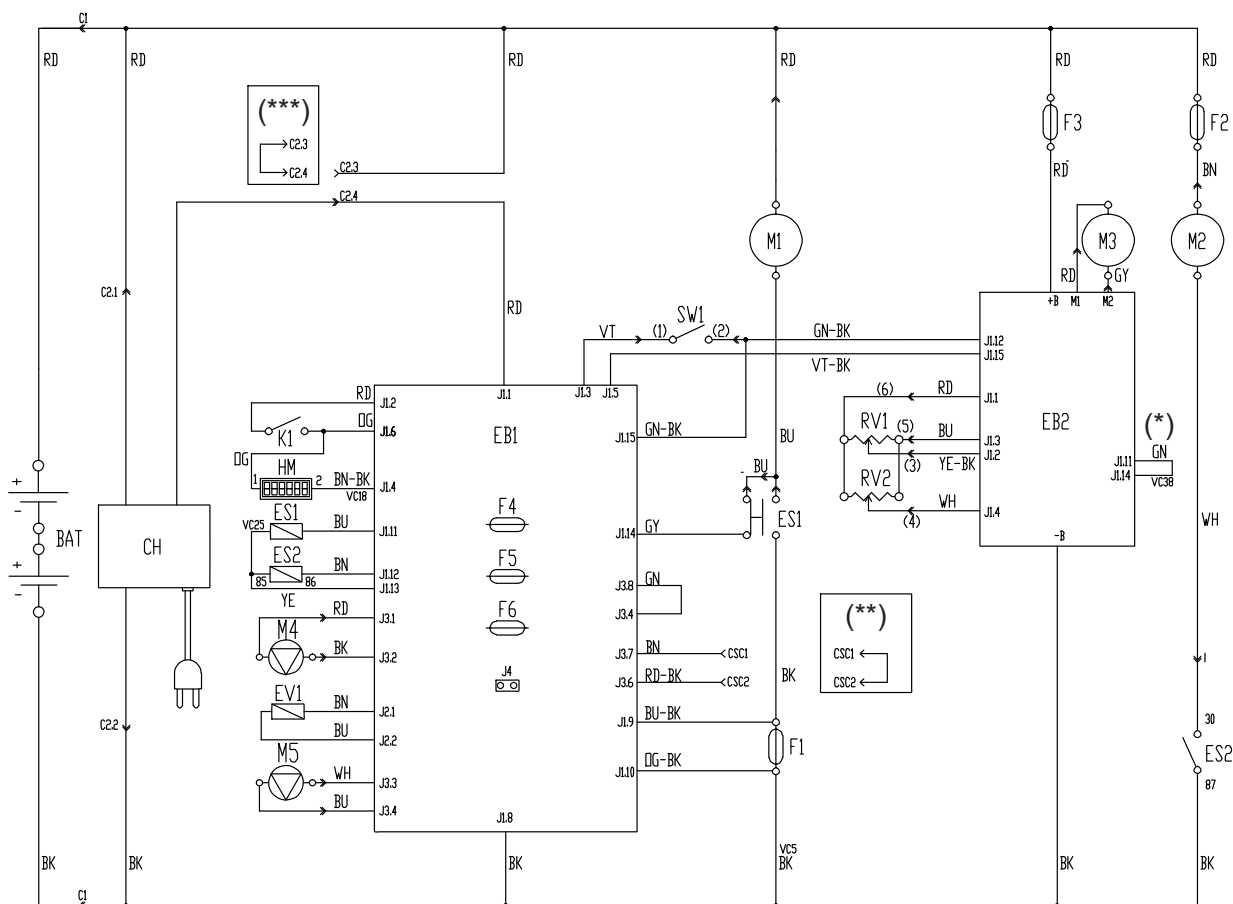 C1
RD RD RD RD RD RD
(***)
C2.3
C2.4
C2.3
C2.4
F3 F2
RD BN
M1 M3 M2
RD GY
C2.1
+B M1 M2
RD
VT (1) SW1 (2) GN-BK J1.12
VT-BK J1.15
J1.1 J1.3 J1.5
RD J1.2
K1 OG J1.6
EB1
GN-BK J1.15
BU
(6) RD J1.1
RV1 (5) BU J1.3
(3) YE-BK J1.2
RV2
(4) WH J1.4
EB2
(*)
GN
J1.11
J1.14
VC38
OG
1 HM 2 BN-BK J1.4
VC18
BU
VC25 ES1 BU J1.11
ES2 BN J1.12
85 86 J1.13
YE
F4
F5
F6
J4
GY J1.14
ES1
-B
WH
+
-
BAT
+
-
CH
RD J3.1
M4
BK J3.2
EV1 BN J2.1
BU J2.2
M5
WH J3.3
BU J3.4
GN J3.8
J3.4
BN J3.7 CSC1
RD-BK J3.6 CSC2
BU-BK J1.9
F1
OG-BK J1.10
BK
(**)
CSC1
CSC2
1
30
ES2
87
C2.2
J1.8
VC5
BK BK BK BK BK BK
C1